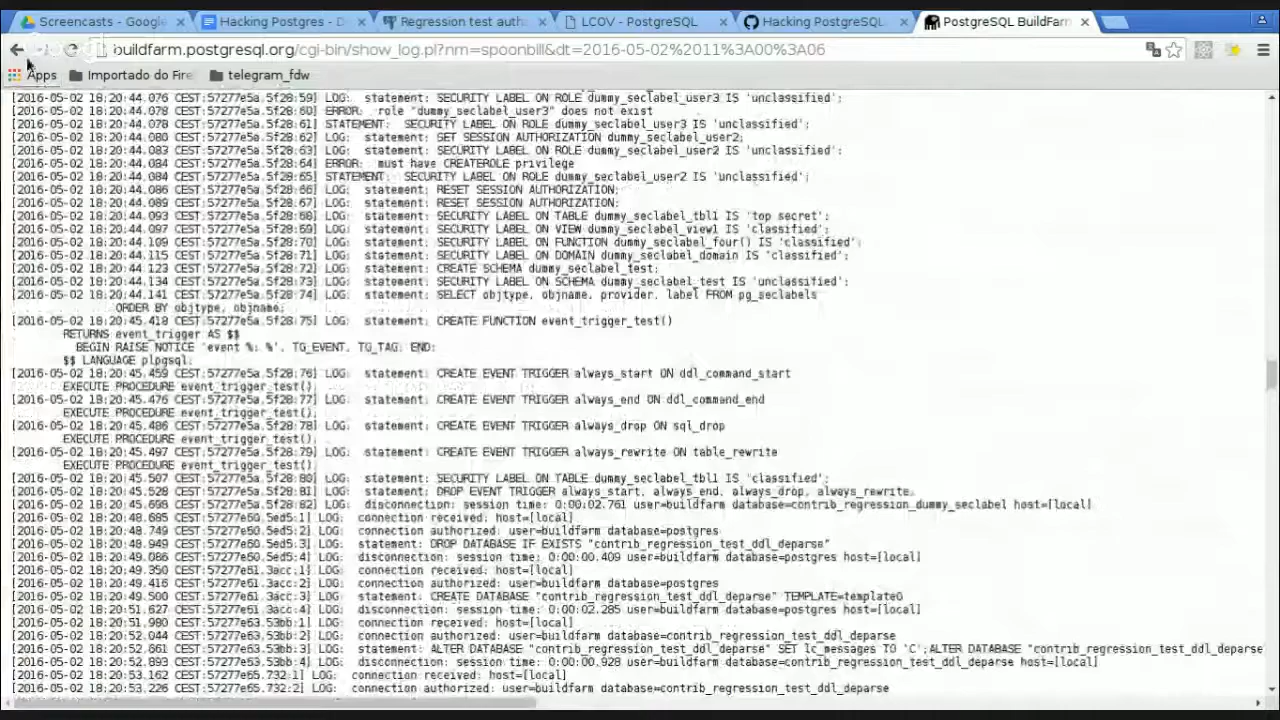 Screencasts - Google
Hacking Postgres - D
Regression test auth
LCOV - PostgreSQL
Hacking PostgreSQL
PostgreSQL BuildFarm
buildfarm.postgresql.org/cgi-bin/show_log.pl?nm=spoonbill&dt=2016-05-02%2011%3A00%3A06
Apps
Importado do Fire
telegram_fdw
[2016-05-02 18:20:44.076 CEST:57277e5a.5f28:59] LOG:  statement: SECURITY LABEL ON ROLE dummy_seclabel_user3 IS 'unclassified';
[2016-05-02 18:20:44.078 CEST:57277e5a.5f28:60] ERROR:  role "dummy_seclabel_user3" does not exist
[2016-05-02 18:20:44.078 CEST:57277e5a.5f28:61] STATEMENT:  SECURITY LABEL ON ROLE dummy_seclabel_user3 IS 'unclassified';
[2016-05-02 18:20:44.080 CEST:57277e5a.5f28:62] LOG:  statement: SET SESSION AUTHORIZATION dummy_seclabel_user2;
[2016-05-02 18:20:44.083 CEST:57277e5a.5f28:63] LOG:  statement: SECURITY LABEL ON ROLE dummy_seclabel_user2 IS 'unclassified';
[2016-05-02 18:20:44.084 CEST:57277e5a.5f28:64] ERROR:  must have CREATEROLE privilege
[2016-05-02 18:20:44.084 CEST:57277e5a.5f28:65] STATEMENT:  SECURITY LABEL ON ROLE dummy_seclabel_user2 IS 'unclassified';
[2016-05-02 18:20:44.086 CEST:57277e5a.5f28:66] LOG:  statement: RESET SESSION AUTHORIZATION;
[2016-05-02 18:20:44.089 CEST:57277e5a.5f28:67] LOG:  statement: RESET SESSION AUTHORIZATION;
[2016-05-02 18:20:44.093 CEST:57277e5a.5f28:68] LOG:  statement: SECURITY LABEL ON TABLE dummy_seclabel_tbl1 IS 'top secret';
[2016-05-02 18:20:44.097 CEST:57277e5a.5f28:69] LOG:  statement: SECURITY LABEL ON VIEW dummy_seclabel_view1 IS 'classified';
[2016-05-02 18:20:44.109 CEST:57277e5a.5f28:70] LOG:  statement: SECURITY LABEL ON FUNCTION dummy_seclabel_four() IS 'classified';
[2016-05-02 18:20:44.115 CEST:57277e5a.5f28:71] LOG:  statement: SECURITY LABEL ON DOMAIN dummy_seclabel_domain IS 'classified';
[2016-05-02 18:20:44.123 CEST:57277e5a.5f28:72] LOG:  statement: CREATE SCHEMA dummy_seclabel_test;
[2016-05-02 18:20:44.134 CEST:57277e5a.5f28:73] LOG:  statement: SECURITY LABEL ON SCHEMA dummy_seclabel_test IS 'unclassified';
[2016-05-02 18:20:44.141 CEST:57277e5a.5f28:74] LOG:  statement: SELECT objtype, objname, provider, label FROM pg_seclabels
ORDER BY objtype, objname;
[2016-05-02 18:20:45.418 CEST:57277e5a.5f28:75] LOG:  statement: CREATE FUNCTION event_trigger_test()
RETURNS event_trigger AS $$
BEGIN RAISE NOTICE 'event %: %', TG_EVENT, TG_TAG; END;
$$ LANGUAGE plpgsql;
[2016-05-02 18:20:45.459 CEST:57277e5a.5f28:76] LOG:  statement: CREATE EVENT TRIGGER always_start ON ddl_command_start
EXECUTE PROCEDURE event_trigger_test();
[2016-05-02 18:20:45.476 CEST:57277e5a.5f28:77] LOG:  statement: CREATE EVENT TRIGGER always_end ON ddl_command_end
EXECUTE PROCEDURE event_trigger_test();
[2016-05-02 18:20:45.486 CEST:57277e5a.5f28:78] LOG:  statement: CREATE EVENT TRIGGER always_drop ON sql_drop
EXECUTE PROCEDURE event_trigger_test();
[2016-05-02 18:20:45.497 CEST:57277e5a.5f28:79] LOG:  statement: CREATE EVENT TRIGGER always_rewrite ON table_rewrite
EXECUTE PROCEDURE event_trigger_test();
[2016-05-02 18:20:45.507 CEST:57277e5a.5f28:80] LOG:  statement: SECURITY LABEL ON TABLE dummy_seclabel_tbl1 IS 'classified';
[2016-05-02 18:20:45.528 CEST:57277e5a.5f28:81] LOG:  statement: DROP EVENT TRIGGER always_start, always_end, always_drop, always_rewrite;
[2016-05-02 18:20:45.698 CEST:57277e5a.5f28:82] LOG:  disconnection: session time: 0:00:02.761 user=buildfarm database=contrib_regression_dummy_seclabel host=[local]
[2016-05-02 18:20:48.685 CEST:57277e60.5ed5:1] LOG:  connection received: host=[local]
[2016-05-02 18:20:48.749 CEST:57277e60.5ed5:2] LOG:  connection authorized: user=buildfarm database=postgres
[2016-05-02 18:20:48.949 CEST:57277e60.5ed5:3] LOG:  statement: DROP DATABASE IF EXISTS "contrib_regression_test_ddl_deparse"
[2016-05-02 18:20:49.086 CEST:57277e60.5ed5:4] LOG:  disconnection: session time: 0:00:00.409 user=buildfarm database=postgres host=[local]
[2016-05-02 18:20:49.350 CEST:57277e61.3acc:1] LOG:  connection received: host=[local]
[2016-05-02 18:20:49.416 CEST:57277e61.3acc:2] LOG:  connection authorized: user=buildfarm database=postgres
[2016-05-02 18:20:49.500 CEST:57277e61.3acc:3] LOG:  statement: CREATE DATABASE "contrib_regression_test_ddl_deparse" TEMPLATE=template0
[2016-05-02 18:20:51.627 CEST:57277e61.3acc:4] LOG:  disconnection: session time: 0:00:02.285 user=buildfarm database=postgres host=[local]
[2016-05-02 18:20:51.980 CEST:57277e63.53bb:1] LOG:  connection received: host=[local]
[2016-05-02 18:20:52.044 CEST:57277e63.53bb:2] LOG:  connection authorized: user=buildfarm database=contrib_regression_test_ddl_deparse
[2016-05-02 18:20:52.661 CEST:57277e63.53bb:3] LOG:  statement: ALTER DATABASE "contrib_regression_test_ddl_deparse" SET lc_messages TO 'C';ALTER DATABASE "contrib_regression_test_ddl_deparse
[2016-05-02 18:20:52.893 CEST:57277e63.53bb:4] LOG:  disconnection: session time: 0:00:00.928 user=buildfarm database=contrib_regression_test_ddl_deparse host=[local]
[2016-05-02 18:20:53.162 CEST:57277e65.732:1] LOG:  connection received: host=[local]
[2016-05-02 18:20:53.226 CEST:57277e65.732:2] LOG:  connection authorized: user=buildfarm database=contrib_regression_test_ddl_deparse